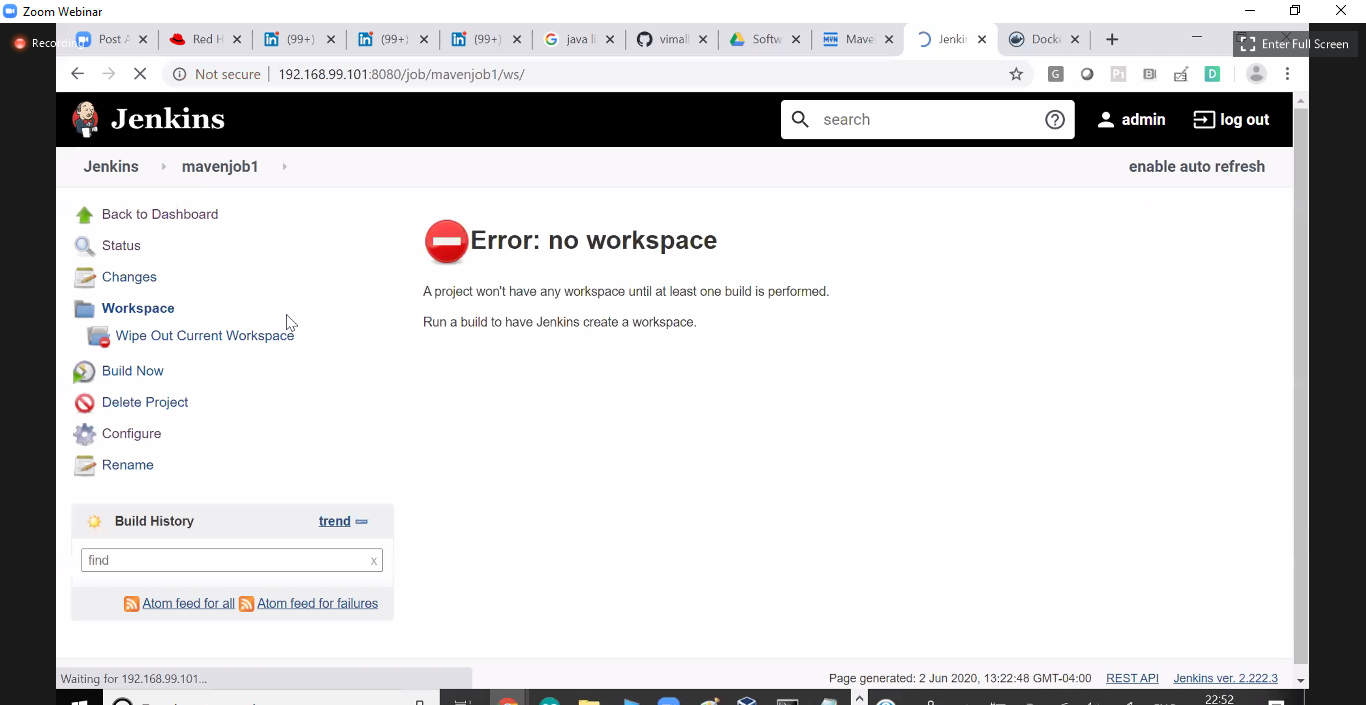 Zoom Webinar
Recording
Post A
Red H
(99+)
(99+)
(99+)
java li
vimall
Softw
Mave
Jenki
Dock
Enter Full Screen
Not secure
192.168.99.101:8080/job/mavenjob1/ws/
Jenkins
search
admin
log out
Jenkins
mavenjob1
enable auto refresh
Back to Dashboard
Status
Changes
Workspace
Wipe Out Current Workspace
Build Now
Delete Project
Configure
Rename
Error: no workspace
A project won't have any workspace until at least one build is performed.
Run a build to have Jenkins create a workspace.
Build History
trend
find
x
Atom feed for all
Atom feed for failures
Waiting for 192.168.99.101...
Page generated: 2 Jun 2020, 13:22:48 GMT-04:00
REST API
Jenkins ver. 2.222.3
22:52